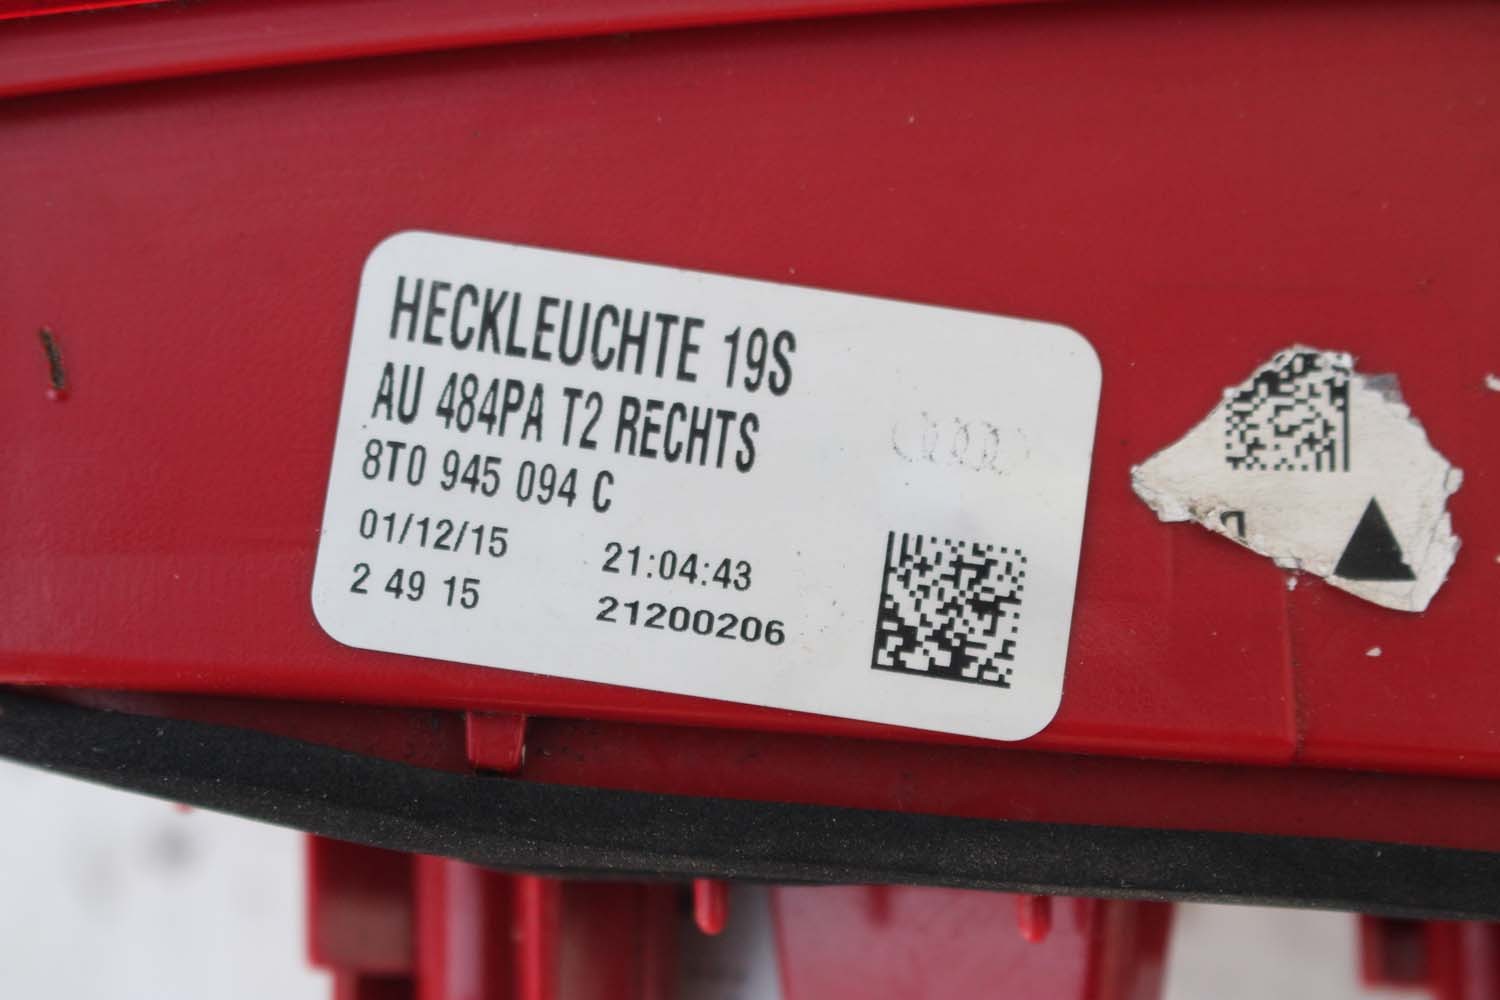 HECKLEUCHTE 19S
AU 484PA T2 RECHTS
8T0 945 094 C
01/12/15 21:04:43
2 49 15 21200206